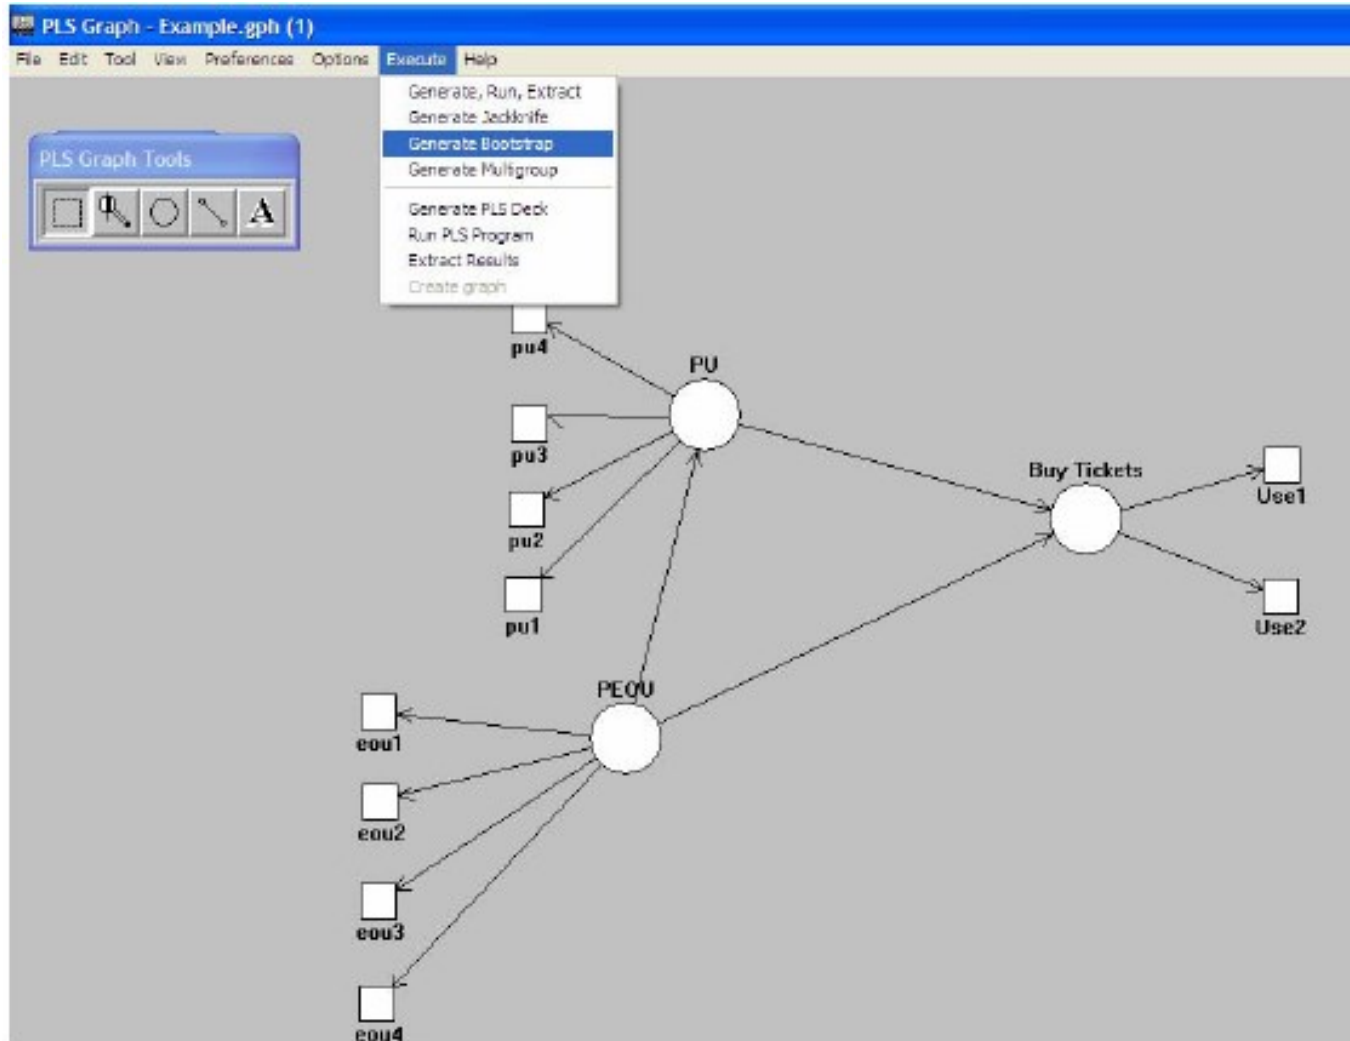 PLS Graph - Example.gph (1)
File Edit Tool View Preferences Options Execute Help
Generate, Run, Extract
Generate Jackknife
Generate Bootstrap
Generate Multigroup
Generate PLS Deck
Run PLS Program
Extract Results
Create graph
PLS Graph Tools
A
pu4
PU
pu3
Buy Tickets
Use1
pu2
pu1
Use2
PEOU
eou1
eou2
eou3
eou4